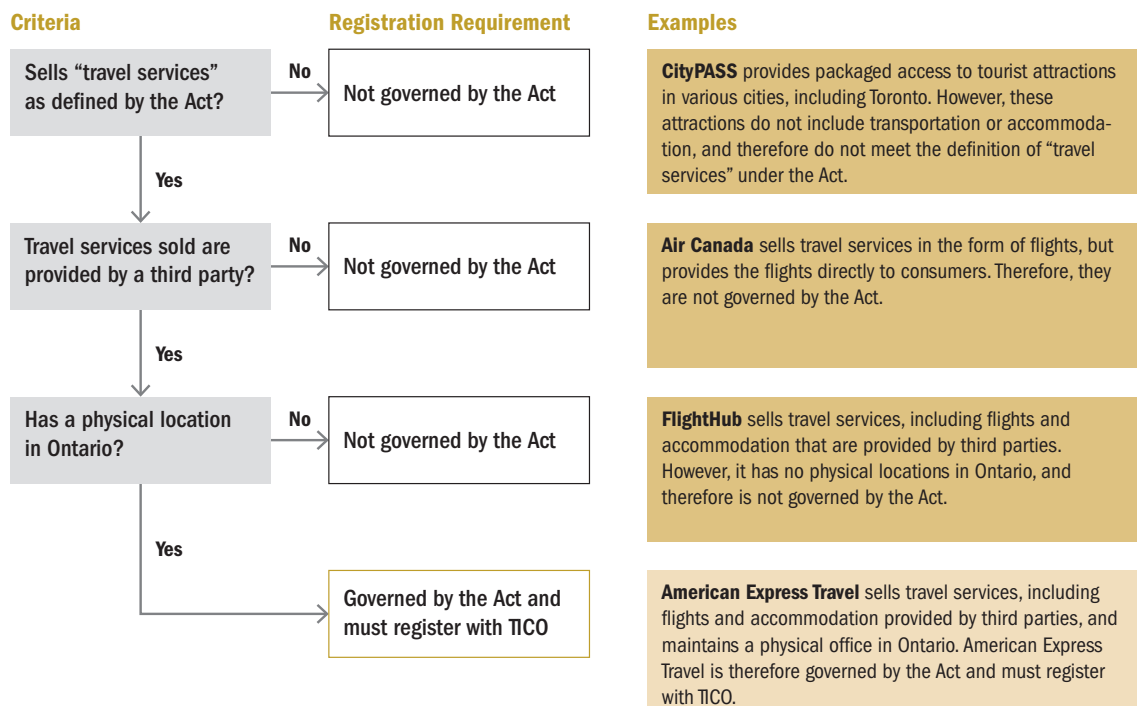 Criteria
Registration Requirement
Examples
Sells “travel services”
as defined by the Act?
No
Not governed by the Act
CityPASS provides packaged access to tourist attractions
in various cities, including Toronto. However, these
attractions do not include transportation or accommoda-
tion, and therefore do not meet the definition of “travel
services” under the Act.
Yes
Travel services sold are
provided by a third party?
No
Not governed by the Act
Air Canada sells travel services in the form of flights, but
provides the flights directly to consumers. Therefore, they
are not governed by the Act.
Yes
Has a physical location
in Ontario?
No
Not governed by the Act
FlightHub sells travel services, including flights and
accommodation that are provided by third parties.
However, it has no physical locations in Ontario, and
therefore is not governed by the Act.
Yes
Governed by the Act and
must register with TICO
American Express Travel sells travel services, including
flights and accommodation provided by third parties, and
maintains a physical office in Ontario. American Express
Travel is therefore governed by the Act and must register
with TICO.